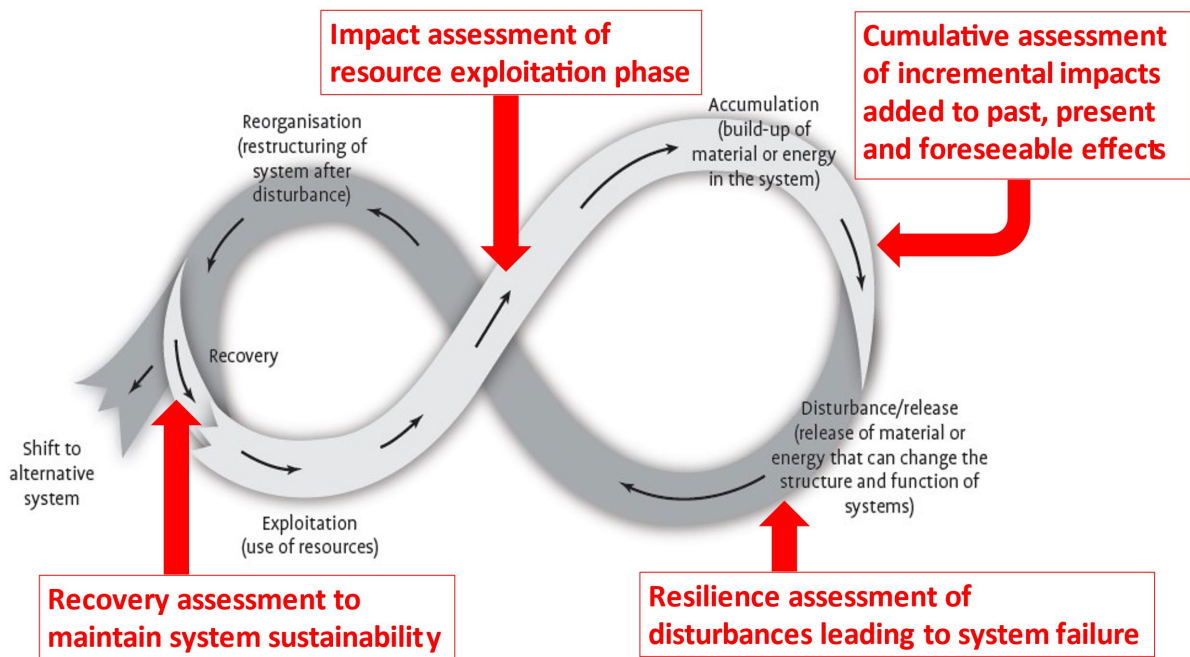 Impact assessment of
resource exploitation phase
Cumulative assessment
of incremental impacts
added to past, present
and foreseeable effects
Reorganisation
(restructuring of
system after
disturbance)
Accumulation
(build-up of
material or energy
in the system)
Recovery
Shift to
alternative
system
Exploitation
(use of resources)
Disturbance/release
(release of material or
energy that can change the
structure and function of
systems)
Recovery assessment to
maintain system sustainability
Resilience assessment of
disturbances leading to system failure